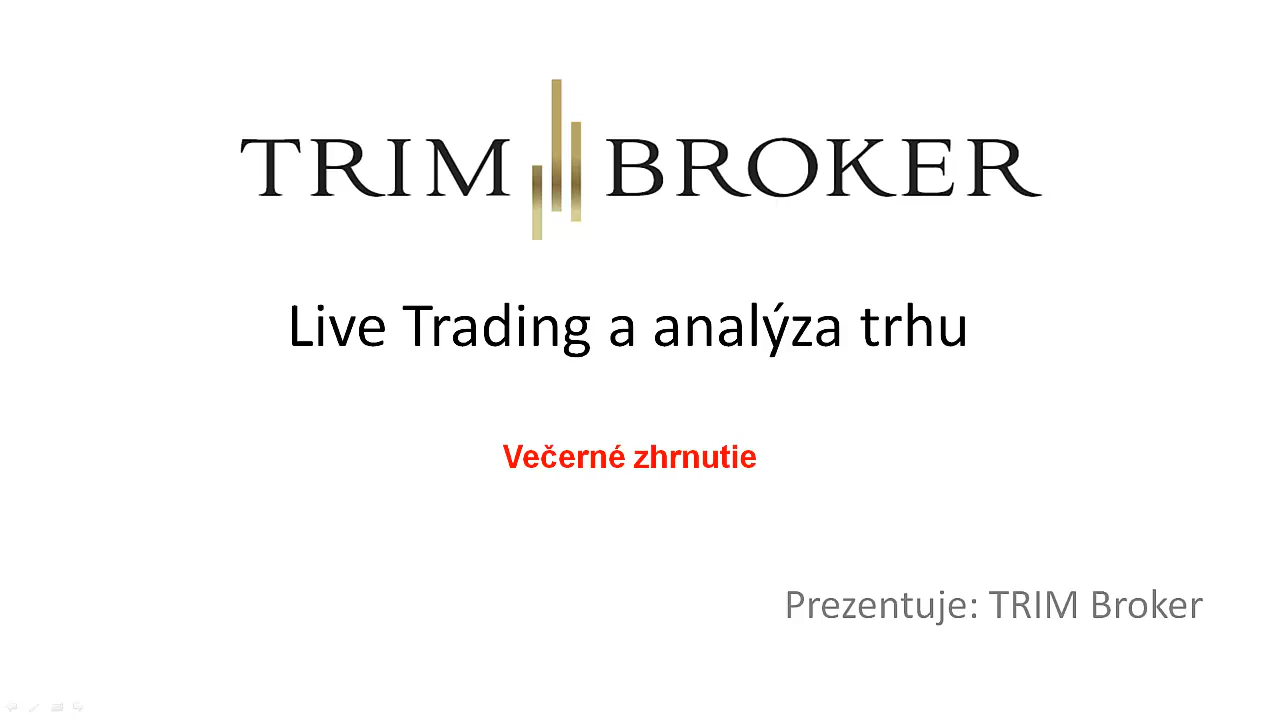 TRIM BROKER
Live Trading a analýza trhu
Večerné zhrnutie
Prezentuje: TRIM Broker